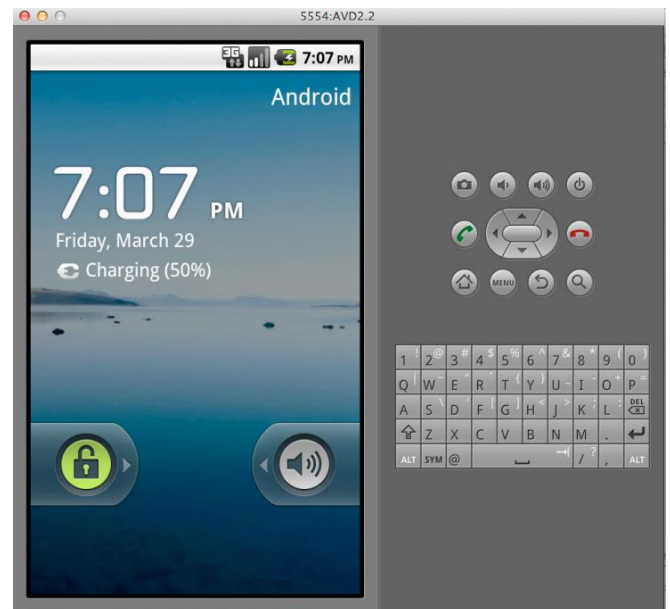 5554:AVD2.2
3G 7:07 PM
Android
7:07 PM
Friday, March 29
Charging (50%)
MENU
1 ! 2 @ 3 # 4 $ 5 % 6 ^ 7 & 8 * 9 ( 0 )
Q | W ~ E " R ` T { Y } U _ I - O + P =
A S \ D ' F [ G ] H < J > K ; L : DEL
Z X C V B N M .
ALT SYM @ / ? , ALT